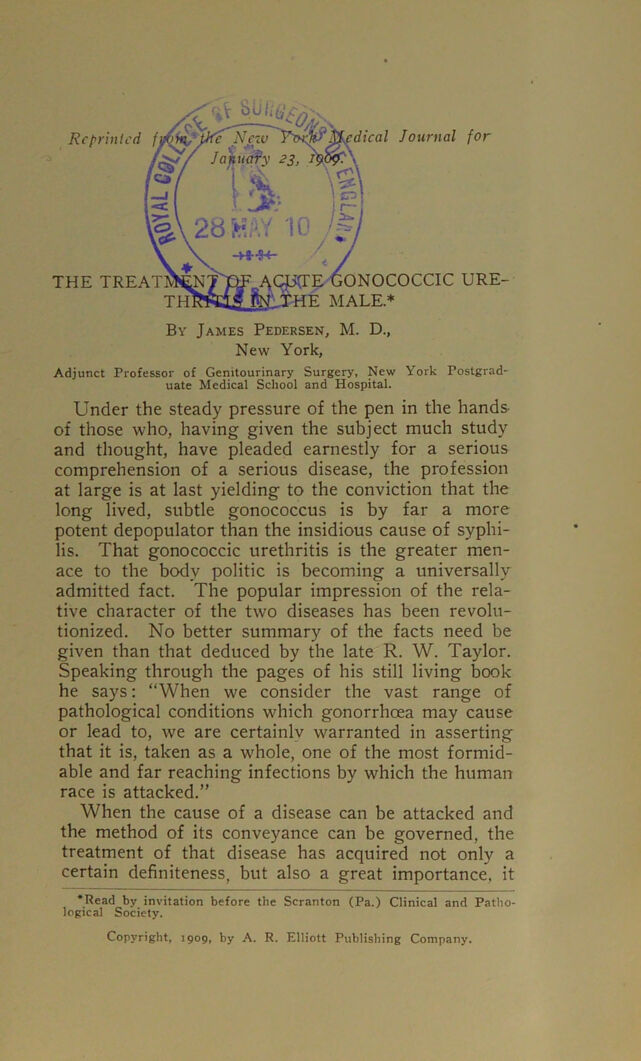 Reprinted from the New York Medical Journal for
January 23, 1909.
ROYAL COLLEGE OF SURGEONS OF ENGLAND
28 MAY 10
THE TREATMENT OF ACUTE GONOCOCCIC URE-
THRITIS IN THE MALE.*
By James Pedersen, M. D.,
New York,
Adjunct Professor of Genitourinary Surgery, New York Postgrad-
uate Medical School and Hospital.
Under the steady pressure of the pen in the hands
of those who, having given the subject much study
and thought, have pleaded earnestly for a serious
comprehension of a serious disease, the profession
at large is at last yielding to the conviction that the
long lived, subtle gonococcus is by far a more
potent depopulator than the insidious cause of syphi-
lis. That gonococcic urethritis is the greater men-
ace to the body politic is becoming a universally
admitted fact. The popular impression of the rela-
tive character of the two diseases has been revolu-
tionized. No better summary of the facts need be
given than that deduced by the late R. W. Taylor.
Speaking through the pages of his still living book
he says: “When we consider the vast range of
pathological conditions which gonorrhœa may cause
or lead to, we are certainly warranted in asserting
that it is, taken as a whole, one of the most formid-
able and far reaching infections by which the human
race is attacked.”
When the cause of a disease can be attacked and
the method of its conveyance can be governed, the
treatment of that disease has acquired not only a
certain definiteness, but also a great importance, it
*Read by invitation before the Scranton (Pa.) Clinical and Patho-
logical Society.
Copyright, 1909, by A. R. Elliott Publishing Company.